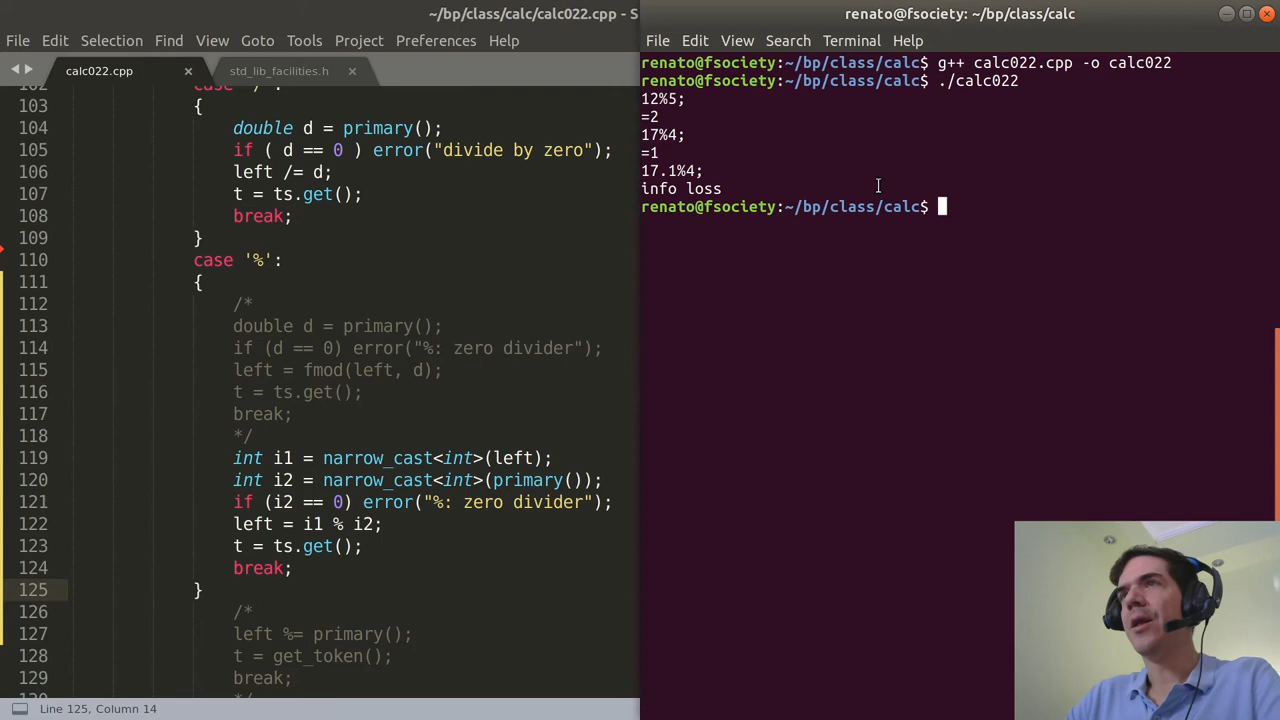 ~/bp/class/calc/calc022.cpp - S
File Edit Selection Find View Goto Tools Project Preferences Help
calc022.cpp × std_lib_facilities.h ×
103 {
104 double d = primary();
105 if ( d == 0 ) error("divide by zero");
106 left /= d;
107 t = ts.get();
108 break;
109 }
110 case '%':
111 {
112 /*
113 double d = primary();
114 if (d == 0) error("%: zero divider");
115 left = fmod(left, d);
116 t = ts.get();
117 break;
118 */
119 int i1 = narrow_cast<int>(left);
120 int i2 = narrow_cast<int>(primary());
121 if (i2 == 0) error("%: zero divider");
122 left = i1 % i2;
123 t = ts.get();
124 break;
125 }
126 /*
127 left %= primary();
128 t = get_token();
129 break;
Line 125, Column 14
renato@fsociety: ~/bp/class/calc
File Edit View Search Terminal Help
renato@fsociety:~/bp/class/calc$ g++ calc022.cpp -o calc022
renato@fsociety:~/bp/class/calc$ ./calc022
12%5;
=2
17%4;
=1
17.1%4;
info loss
renato@fsociety:~/bp/class/calc$